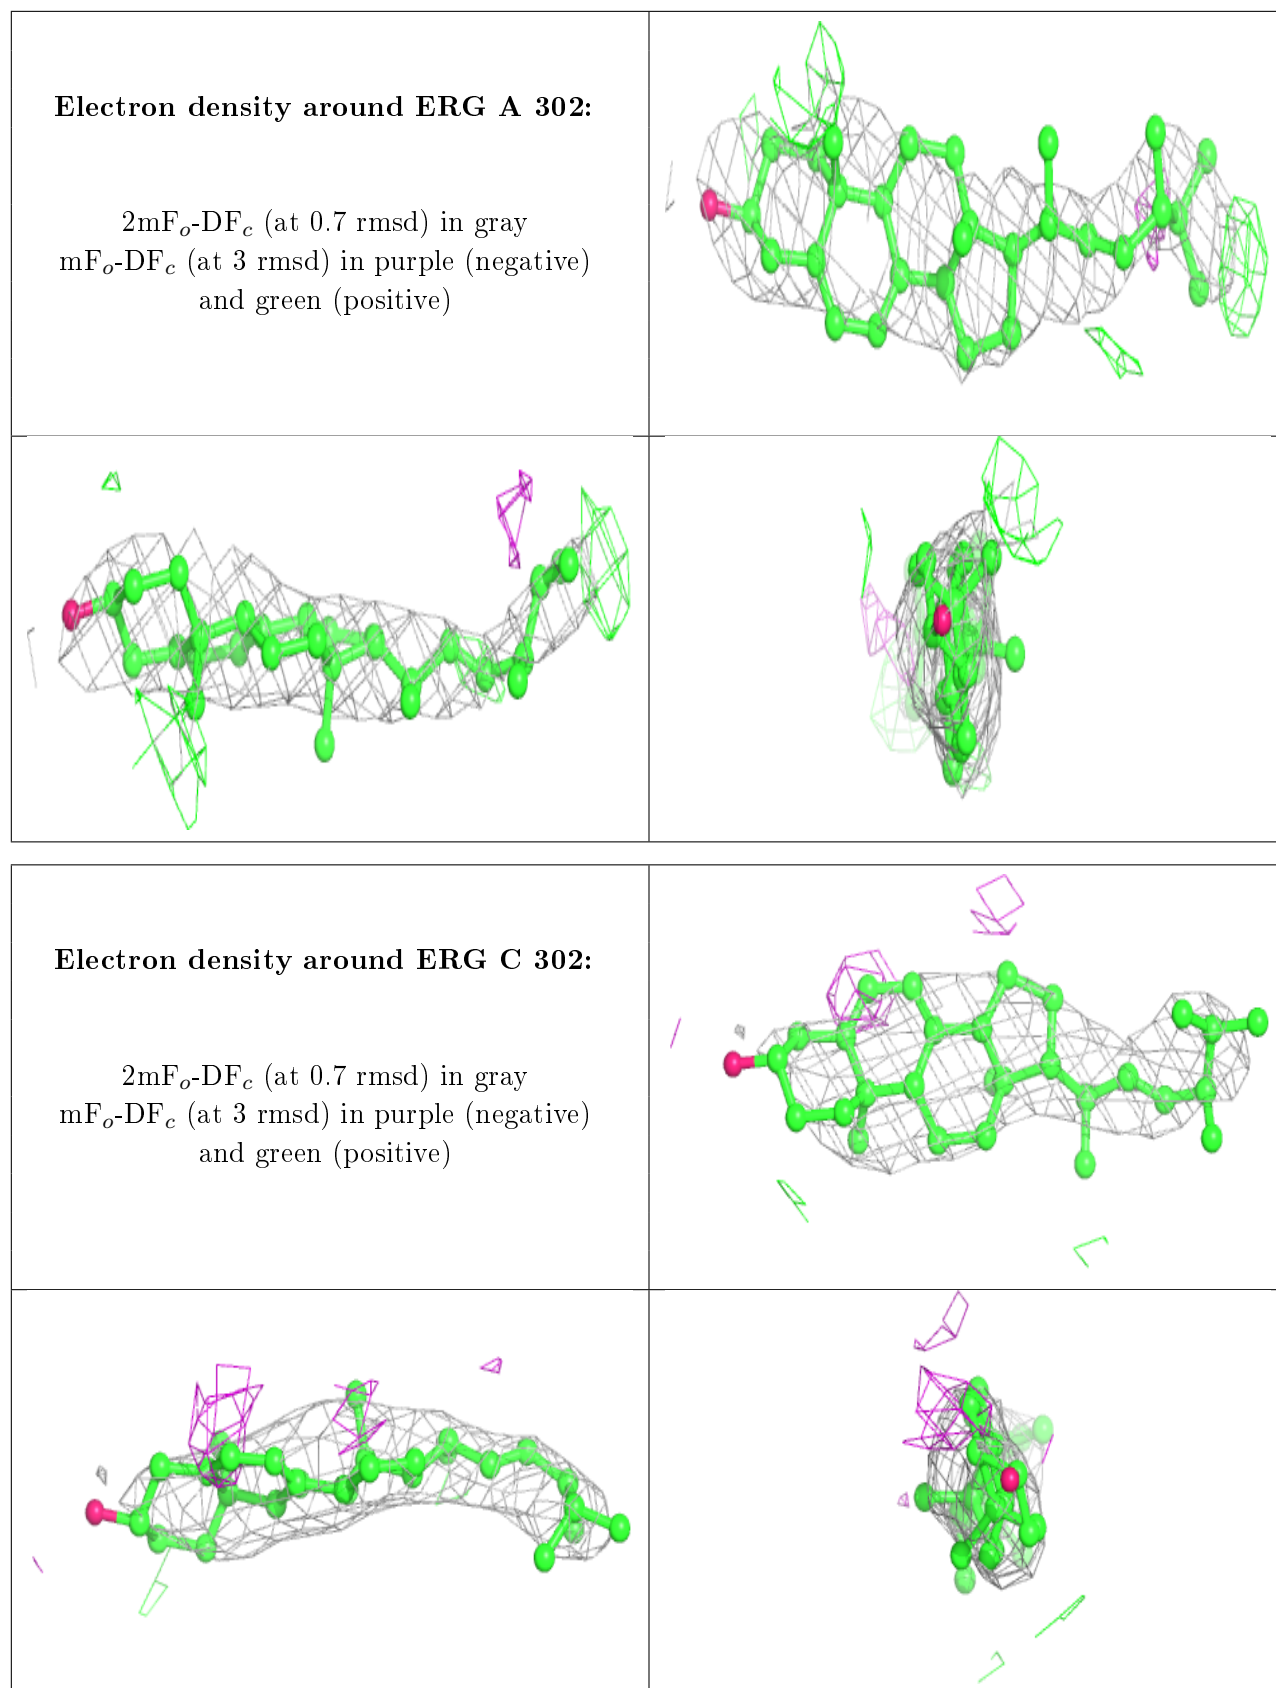 Electron density around ERG A 302:
2mFo-DFc (at 0.7 rmsd) in gray
mFo-DFc (at 3 rmsd) in purple (negative)
and green (positive)
Electron density around ERG C 302:
2mFo-DFc (at 0.7 rmsd) in gray
mFo-DFc (at 3 rmsd) in purple (negative)
and green (positive)